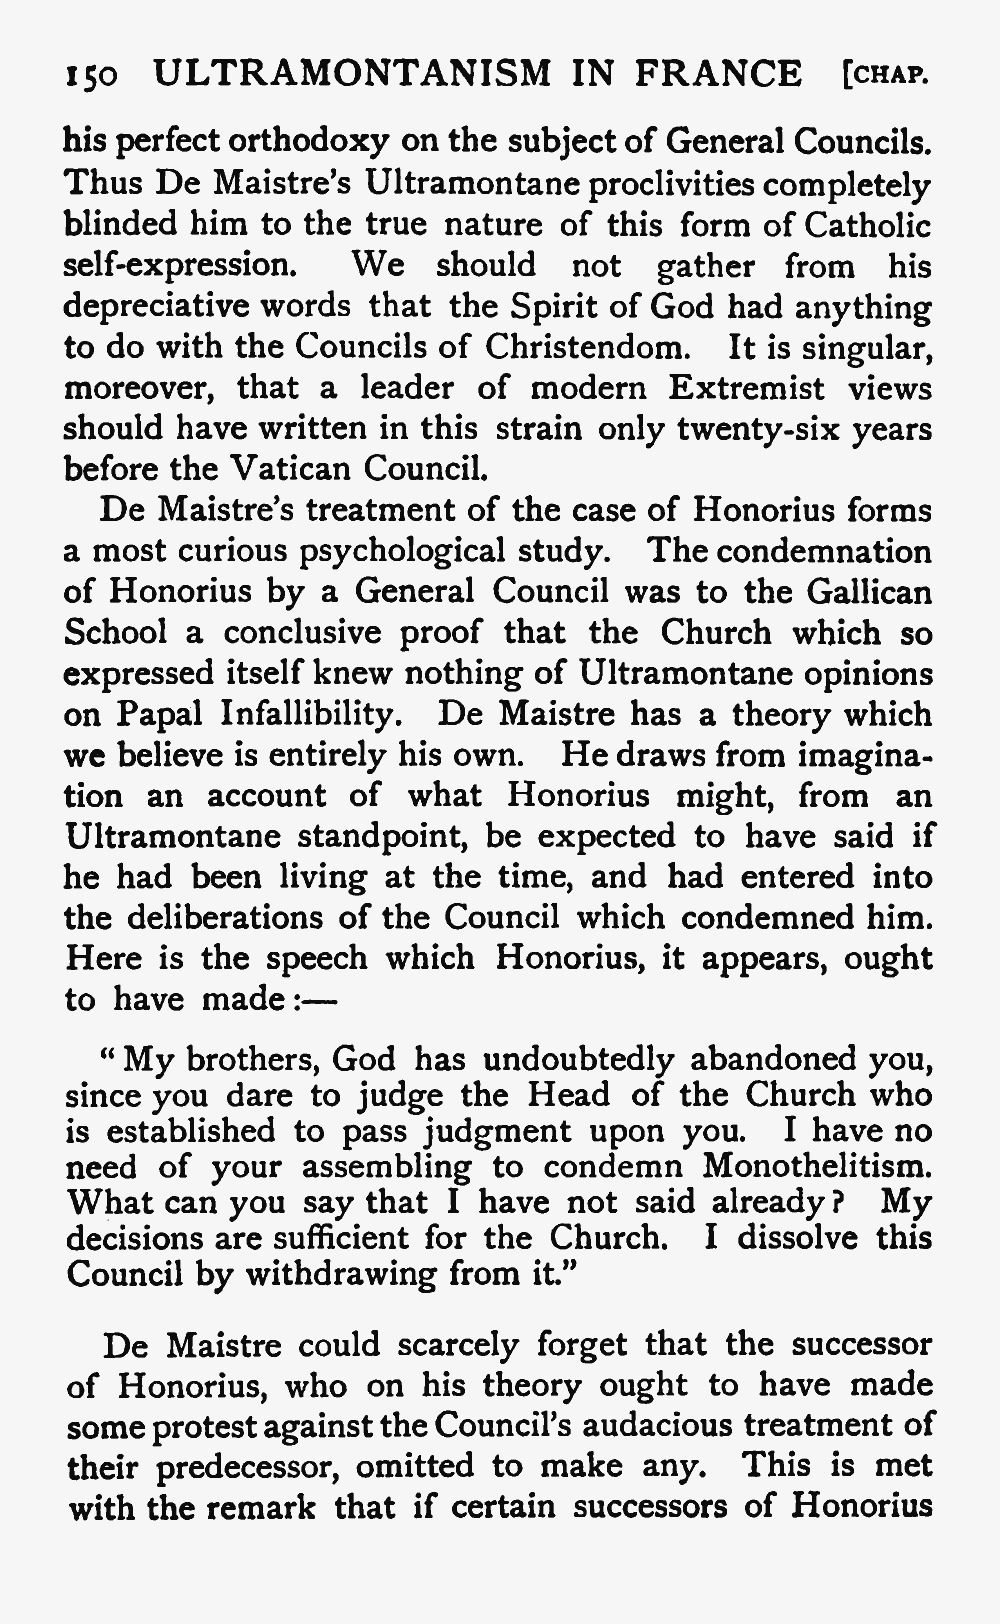 150 ULTRAMONTANISM IN FRANCE [CHAP.
his perfect orthodoxy on the subject of General Councils.
Thus De Maistre's Ultramontane proclivities completely
blinded him to the true nature of this form of Catholic
self-expression. We should not gather from his
depreciative words that the Spirit of God had anything
to do with the Councils of Christendom. It is singular,
moreover, that a leader of modern Extremist views
should have written in this strain only twenty-six years
before the Vatican Council.
De Maistre's treatment of the case of Honorius forms
a most curious psychological study. The condemnation
of Honorius by a General Council was to the Gallican
School a conclusive proof that the Church which so
expressed itself knew nothing of Ultramontane opinions
on Papal Infallibility. De Maistre has a theory which
we believe is entirely his own. He draws from imagina-
tion an account of what Honorius might, from an
Ultramontane standpoint, be expected to have said if
he had been living at the time, and had entered into
the deliberations of the Council which condemned him.
Here is the speech which Honorius, it appears, ought
to have made :—
“ My brothers, God has undoubtedly abandoned you,
since you dare to judge the Head of the Church who
is established to pass judgment upon you. I have no
need of your assembling to condemn Monothelitism.
What can you say that I have not said already? My
decisions are sufficient for the Church. I dissolve this
Council by withdrawing from it.”
De Maistre could scarcely forget that the successor
of Honorius, who on his theory ought to have made
some protest against the Council's audacious treatment of
their predecessor, omitted to make any. This is met
with the remark that if certain successors of Honorius